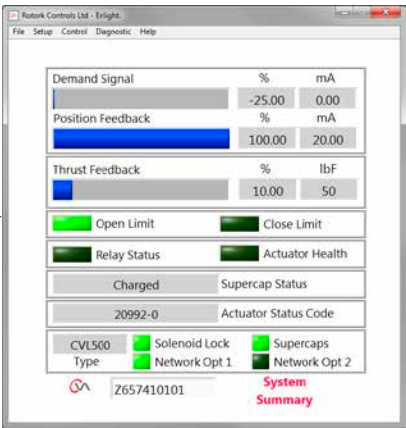 Rotork Controls Ltd - Enlight.
File Setup Control Diagnostic Help
Demand Signal % mA
-25.00 0.00
Position Feedback % mA
100.00 20.00
Thrust Feedback % lbF
10.00 50
Open Limit Close Limit
Relay Status Actuator Health
Charged Supercap Status
20992-0 Actuator Status Code
CVL500 Solenoid Lock Supercaps
Type Network Opt 1 Network Opt 2
Z657410101 System
Summary